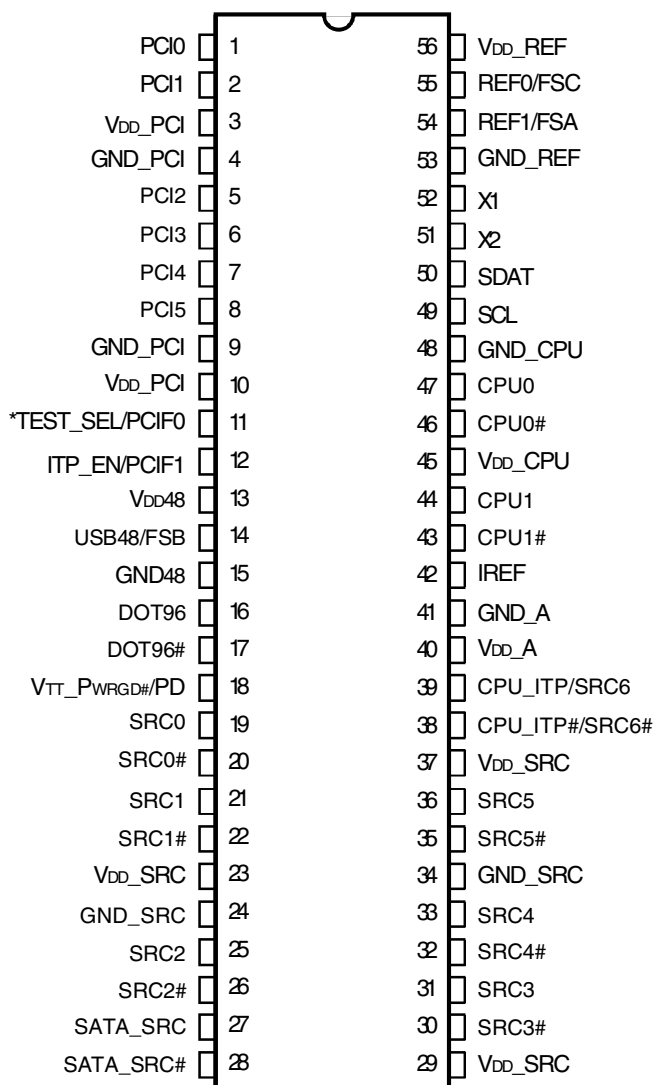 PCI0 1 56 VDD_REF
PCI1 2 55 REF0/FSC
VDD_PCI 3 54 REF1/FSA
GND_PCI 4 53 GND_REF
PCI2 5 52 X1
PCI3 6 51 X2
PCI4 7 50 SDAT
PCI5 8 49 SCL
GND_PCI 9 48 GND_CPU
VDD_PCI 10 47 CPU0
*TEST_SEL/PCIF0 11 46 CPU0#
ITP_EN/PCIF1 12 45 VDD_CPU
VDD48 13 44 CPU1
USB48/FSB 14 43 CPU1#
GND48 15 42 IREF
DOT96 16 41 GND_A
DOT96# 17 40 VDD_A
VTT_PWRGD#/PD 18 39 CPU_ITP/SRC6
SRC0 19 38 CPU_ITP#/SRC6#
SRC0# 20 37 VDD_SRC
SRC1 21 36 SRC5
SRC1# 22 35 SRC5#
VDD_SRC 23 34 GND_SRC
GND_SRC 24 33 SRC4
SRC2 25 32 SRC4#
SRC2# 26 31 SRC3
SATA_SRC 27 30 SRC3#
SATA_SRC# 28 29 VDD_SRC